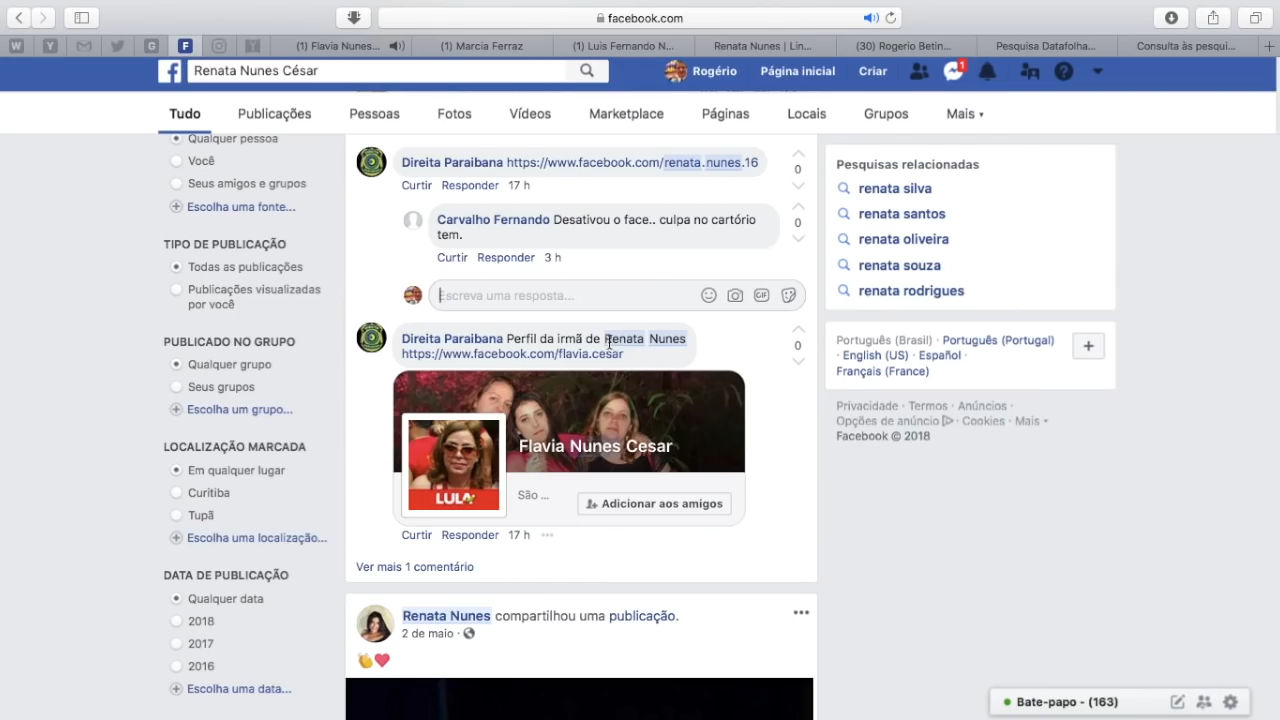 facebook.com
(1) Flavia Nunes...
(1) Marcia Ferraz
(1) Luis Fernando N...
Renata Nunes | Lin...
(30) Rogerio Betin...
Pesquisa Datafolha...
Consulta às pesqui...
Renata Nunes César
Rogério
Página inicial
Criar
1
Tudo
Publicações
Pessoas
Fotos
Vídeos
Marketplace
Páginas
Locais
Grupos
Mais
Qualquer pessoa
Você
Seus amigos e grupos
Escolha uma fonte...
TIPO DE PUBLICAÇÃO
Todas as publicações
Publicações visualizadas
por você
PUBLICADO NO GRUPO
Qualquer grupo
Seus grupos
Escolha um grupo...
LOCALIZAÇÃO MARCADA
Em qualquer lugar
Curitiba
Tupã
Escolha uma localização...
DATA DE PUBLICAÇÃO
Qualquer data
2018
2017
2016
Escolha uma data...
Direita Paraibana https://www.facebook.com/renata.nunes.16
0
Curtir Responder 17 h
Carvalho Fernando Desativou o face.. culpa no cartório
tem.
0
Curtir Responder 3 h
Escreva uma resposta...
GIF
Direita Paraibana Perfil da irmã de Renata Nunes
https://www.facebook.com/flavia.cesar
0
Flavia Nunes Cesar
LULA
São ...
Adicionar aos amigos
Curtir Responder 17 h ...
Ver mais 1 comentário
Renata Nunes compartilhou uma publicação.
2 de maio ·
Pesquisas relacionadas
renata silva
renata santos
renata oliveira
renata souza
renata rodrigues
Português (Brasil) · Português (Portugal)
· English (US) · Español ·
Français (France)
Privacidade · Termos · Anúncios ·
Opções de anúncio · Cookies · Mais
Facebook © 2018
Bate-papo - (163)